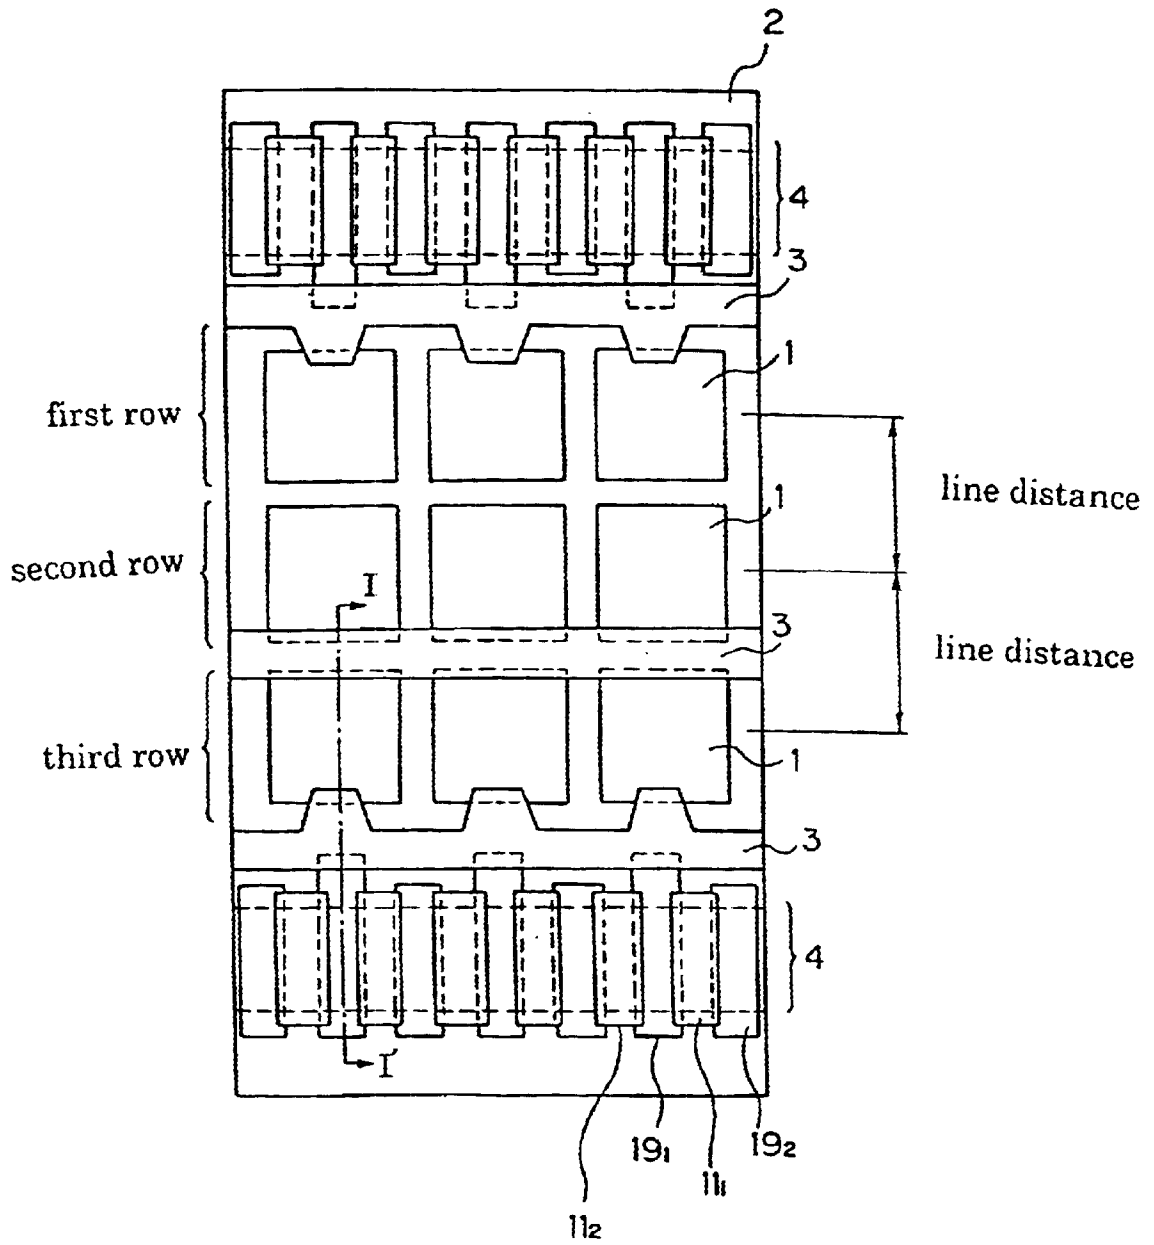 2
4
3
1
first row
line distance
1
second row
I
3
line distance
third row
1
3
4
I'
19₁
19₂
11₁
11₂